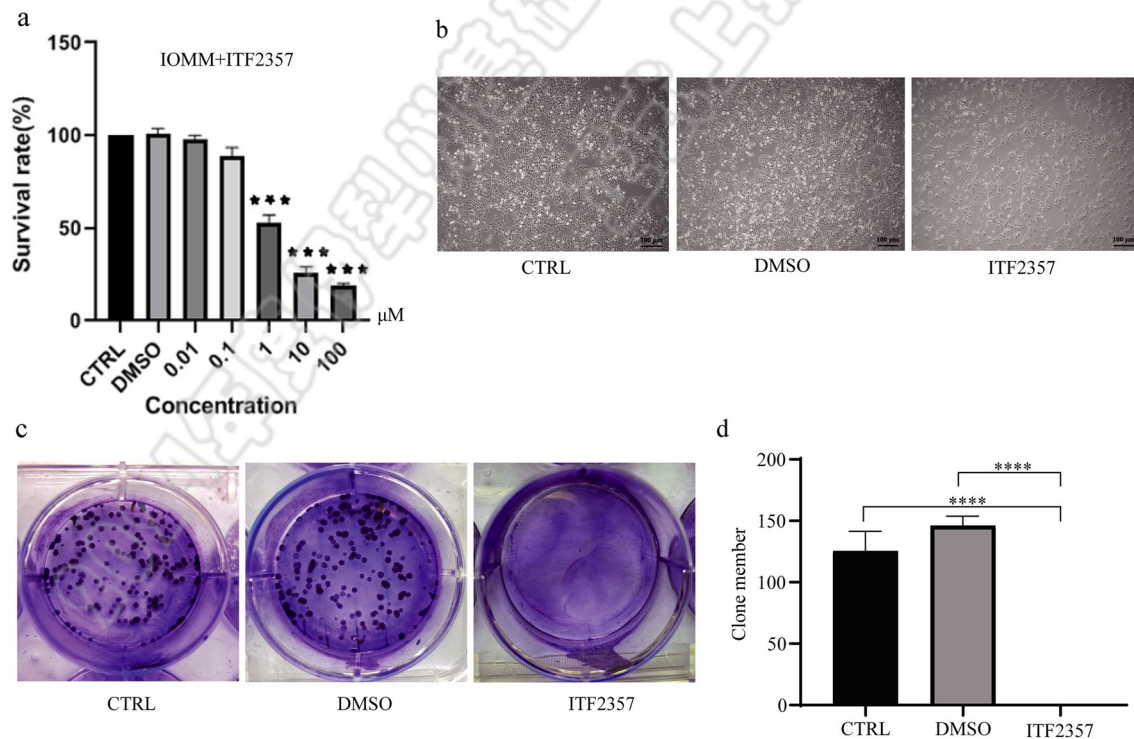 a
IOMM+ITF2357
Survival rate(%)
150
100
50
0
***
***
***
μM
CTRL
DMSO
0.01
0.1
1
10
100
Concentration
b
100 μm
100 μm
100 μm
CTRL
DMSO
ITF2357
c
CTRL
DMSO
ITF2357
d
Clone member
200
150
100
50
0
****
****
CTRL
DMSO
ITF2357